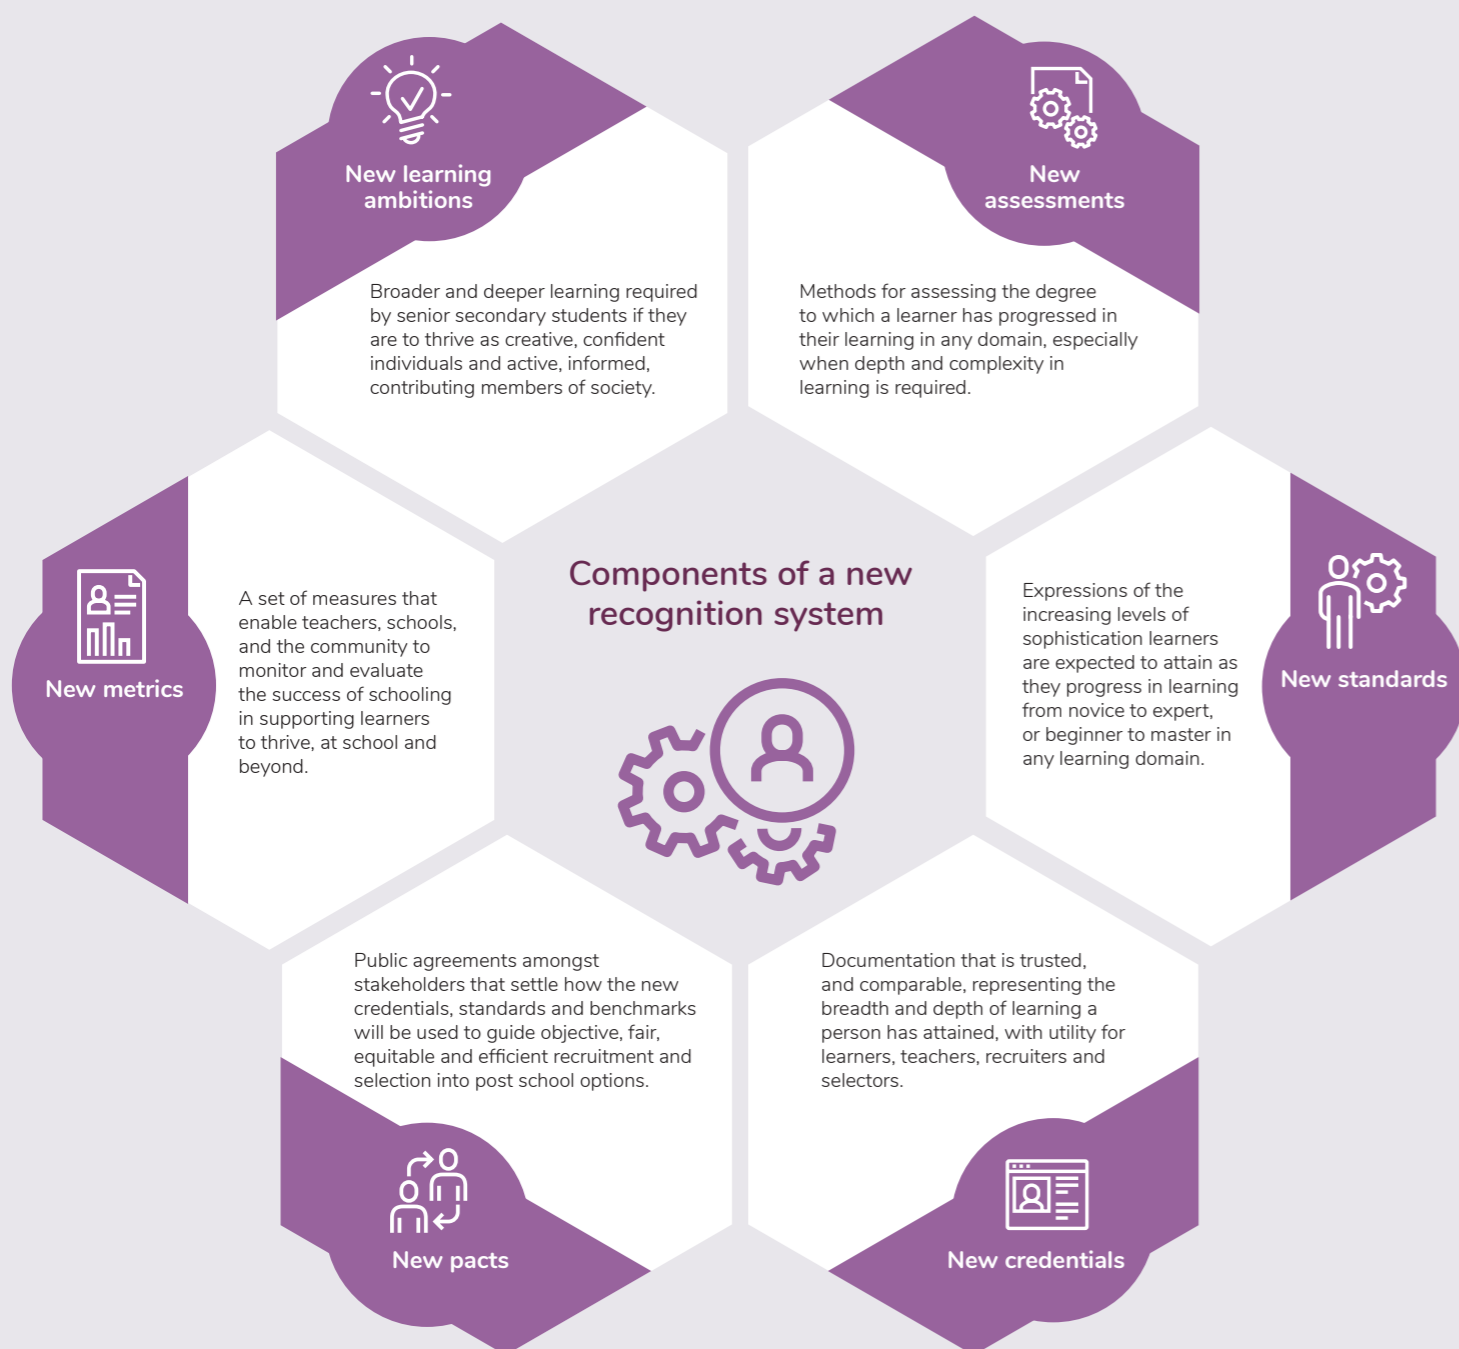 New learning
ambitions
Broader and deeper learning required
by senior secondary students if they
are to thrive as creative, confident
individuals and active, informed,
contributing members of society.
New
assessments
Methods for assessing the degree
to which a learner has progressed in
their learning in any domain, especially
when depth and complexity in
learning is required.
Components of a new
recognition system
New metrics
A set of measures that
enable teachers, schools,
and the community to
monitor and evaluate
the success of schooling
in supporting learners
to thrive, at school and
beyond.
Expressions of the
increasing levels of
sophistication learners
are expected to attain as
they progress in learning
from novice to expert,
or beginner to master in
any learning domain.
New standards
Public agreements amongst
stakeholders that settle how the new
credentials, standards and benchmarks
will be used to guide objective, fair,
equitable and efficient recruitment and
selection into post school options.
New pacts
Documentation that is trusted,
and comparable, representing the
breadth and depth of learning a
person has attained, with utility for
learners, teachers, recruiters and
selectors.
New credentials